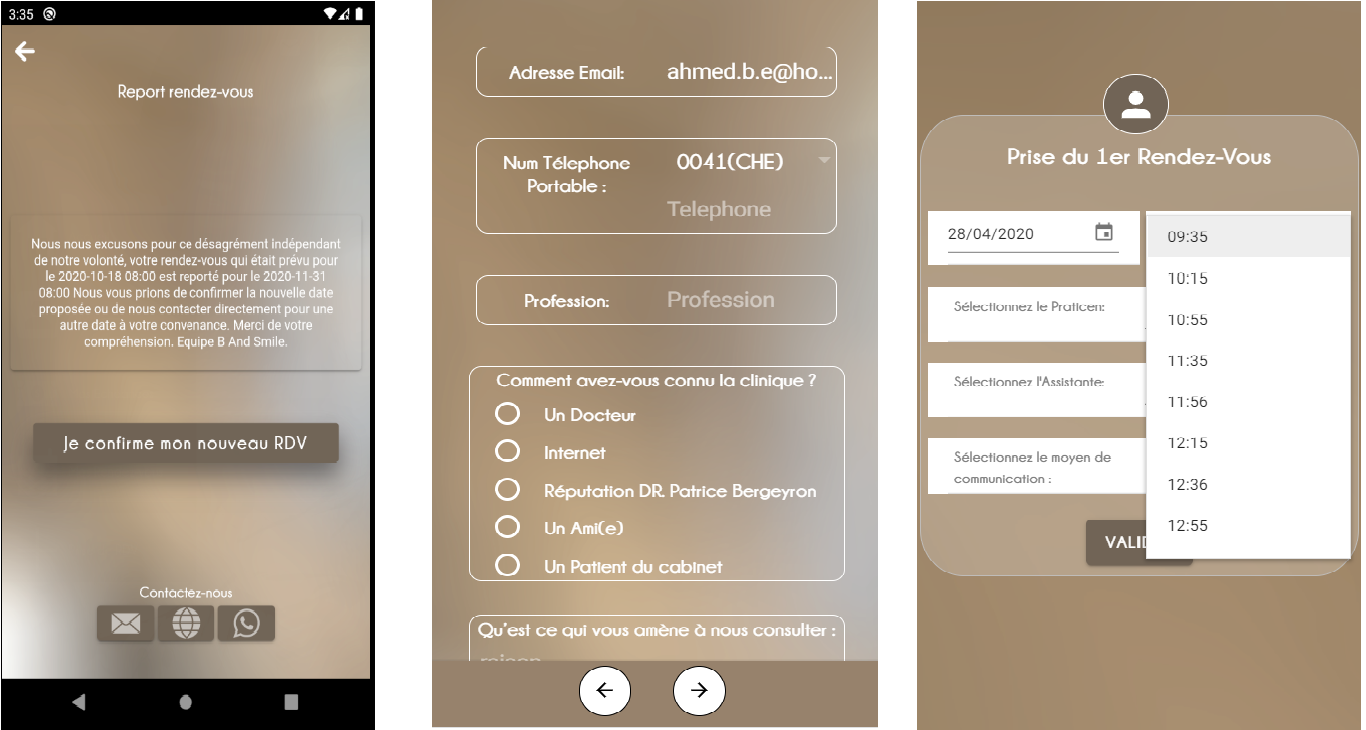 3:35
Report rendez-vous
Nous nous excusons pour ce désagrément indépendant
de notre volonté, votre rendez-vous qui était prévu pour
le 2020-10-18 08:00 est reporté pour le 2020-11-31
08:00 Nous vous prions de confirmer la nouvelle date
proposée ou de nous contacter directement pour une
autre date à votre convenance. Merci de votre
compréhension. Equipe B And Smile.
Je confirme mon nouveau RDV
Contactez-nous
Adresse Email:
ahmed.b.e@ho...
Num Télephone
Portable :
0041(CHE)
Telephone
Profession:
Profession
Comment avez-vous connu la clinique ?
Un Docteur
Internet
Réputation DR. Patrice Bergeyron
Un Ami(e)
Un Patient du cabinet
Qu'est ce qui vous amène à nous consulter :
Prise du 1er Rendez-Vous
28/04/2020
Sélectionnez le Praticen:
Sélectionnez l'Assistante:
Sélectionnez le moyen de
communication :
09:35
10:15
10:55
11:35
11:56
12:15
12:36
12:55